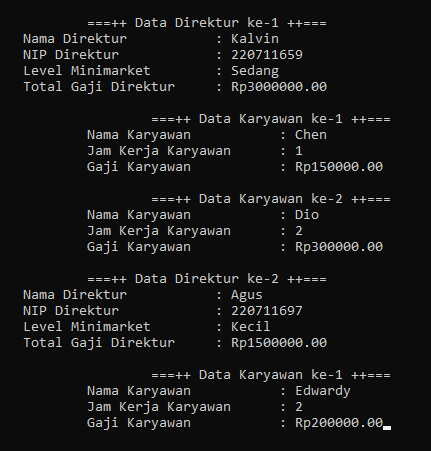 ===++ Data Direktur ke-1 ++===
Nama Direktur : Kalvin
NIP Direktur : 220711659
Level Minimarket : Sedang
Total Gaji Direktur : Rp3000000.00
===++ Data Karyawan ke-1 ++===
Nama Karyawan : Chen
Jam Kerja Karyawan : 1
Gaji Karyawan : Rp150000.00
===++ Data Karyawan ke-2 ++===
Nama Karyawan : Dio
Jam Kerja Karyawan : 2
Gaji Karyawan : Rp300000.00
===++ Data Direktur ke-2 ++===
Nama Direktur : Agus
NIP Direktur : 220711697
Level Minimarket : Kecil
Total Gaji Direktur : Rp1500000.00
===++ Data Karyawan ke-1 ++===
Nama Karyawan : Edwardy
Jam Kerja Karyawan : 2
Gaji Karyawan : Rp200000.00